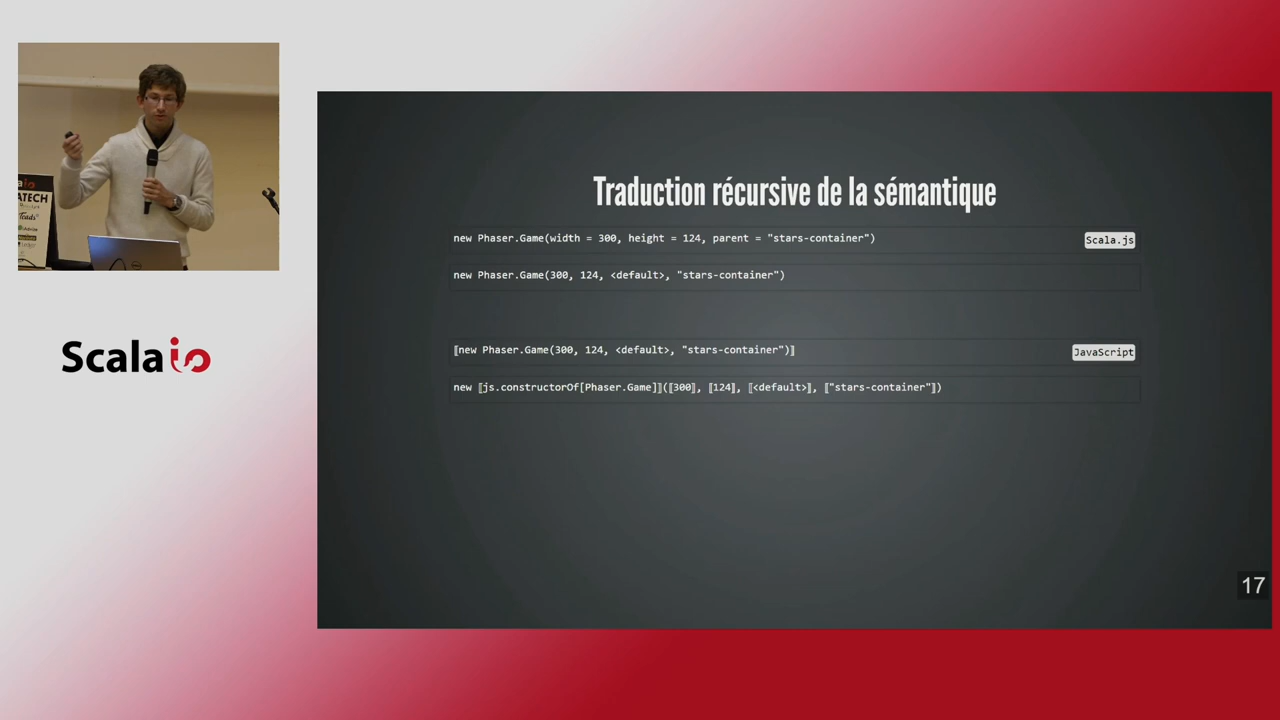 io
ATECH
Scalaio
Traduction récursive de la sémantique
new Phaser.Game(width = 300, height = 124, parent = "stars-container")
Scala.js
new Phaser.Game(300, 124, <default>, "stars-container")
⟦new Phaser.Game(300, 124, <default>, "stars-container")⟧
JavaScript
new ⟦js.constructorOf[Phaser.Game]⟧(⟦300⟧, ⟦124⟧, ⟦<default>⟧, ⟦"stars-container"⟧)
17